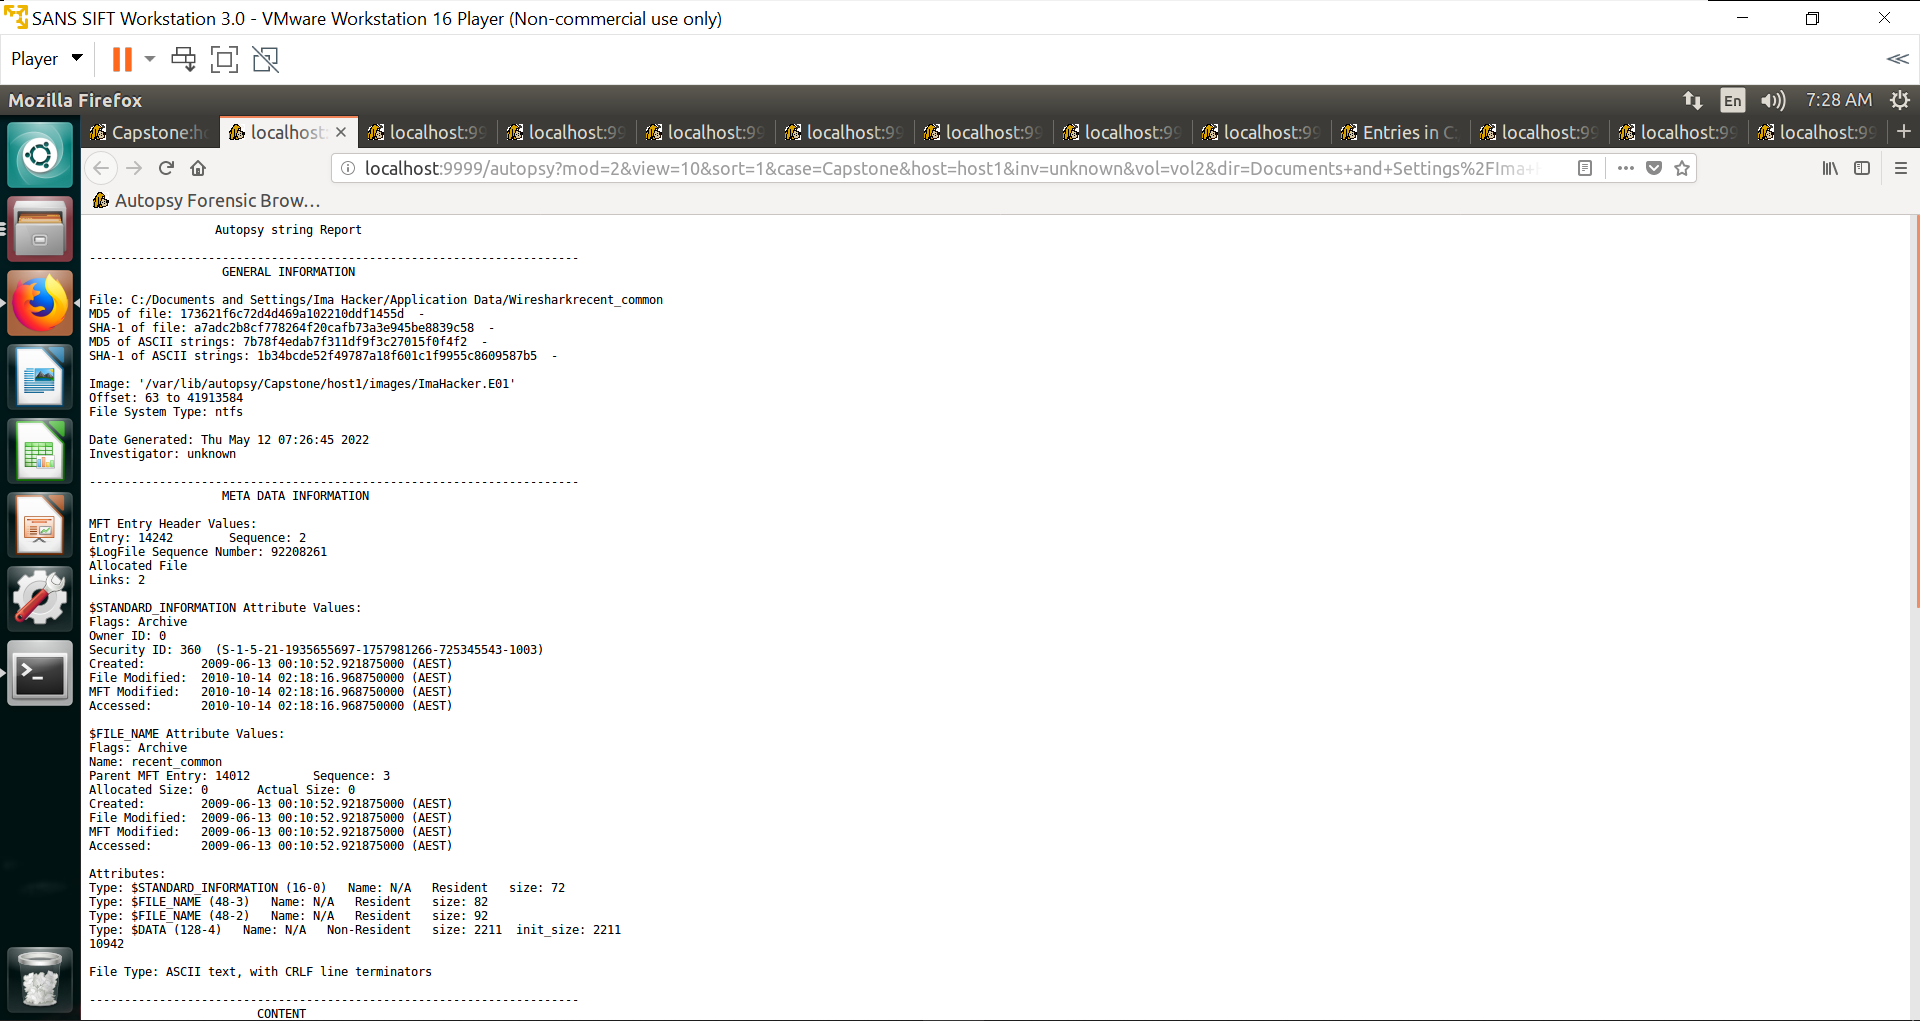 SANS SIFT Workstation 3.0 - VMware Workstation 16 Player (Non-commercial use only)
Player
Mozilla Firefox
En
7:28 AM
Capstone:h
localhost:
localhost:99
localhost:99
localhost:99
localhost:99
localhost:99
localhost:99
localhost:99
Entries in C:
localhost:99
localhost:99
localhost:99
localhost:9999/autopsy?mod=2&view=10&sort=1&case=Capstone&host=host1&inv=unknown&vol=vol2&dir=Documents+and+Settings%2FIma+
Autopsy Forensic Brow...
Autopsy string Report
----------------------------------------------------------------------
GENERAL INFORMATION
File: C:/Documents and Settings/Ima Hacker/Application Data/Wiresharkrecent_common
MD5 of file: 173621f6c72d4d469a102210ddf1455d  -
SHA-1 of file: a7adc2b8cf778264f20cafb73a3e945be8839c58  -
MD5 of ASCII strings: 7b78f4edab7f311df9f3c27015f0f4f2  -
SHA-1 of ASCII strings: 1b34bcde52f49787a18f601c1f9955c8609587b5  -
Image: '/var/lib/autopsy/Capstone/host1/images/ImaHacker.E01'
Offset: 63 to 41913584
File System Type: ntfs
Date Generated: Thu May 12 07:26:45 2022
Investigator: unknown
----------------------------------------------------------------------
META DATA INFORMATION
MFT Entry Header Values:
Entry: 14242        Sequence: 2
$LogFile Sequence Number: 92208261
Allocated File
Links: 2
$STANDARD_INFORMATION Attribute Values:
Flags: Archive
Owner ID: 0
Security ID: 360  (S-1-5-21-1935655697-1757981266-725345543-1003)
Created:        2009-06-13 00:10:52.921875000 (AEST)
File Modified:  2010-10-14 02:18:16.968750000 (AEST)
MFT Modified:   2010-10-14 02:18:16.968750000 (AEST)
Accessed:       2010-10-14 02:18:16.968750000 (AEST)
$FILE_NAME Attribute Values:
Flags: Archive
Name: recent_common
Parent MFT Entry: 14012         Sequence: 3
Allocated Size: 0       Actual Size: 0
Created:        2009-06-13 00:10:52.921875000 (AEST)
File Modified:  2009-06-13 00:10:52.921875000 (AEST)
MFT Modified:   2009-06-13 00:10:52.921875000 (AEST)
Accessed:       2009-06-13 00:10:52.921875000 (AEST)
Attributes:
Type: $STANDARD_INFORMATION (16-0)   Name: N/A   Resident   size: 72
Type: $FILE_NAME (48-3)   Name: N/A   Resident   size: 82
Type: $FILE_NAME (48-2)   Name: N/A   Resident   size: 92
Type: $DATA (128-4)   Name: N/A   Non-Resident   size: 2211  init_size: 2211
10942
File Type: ASCII text, with CRLF line terminators
----------------------------------------------------------------------
CONTENT